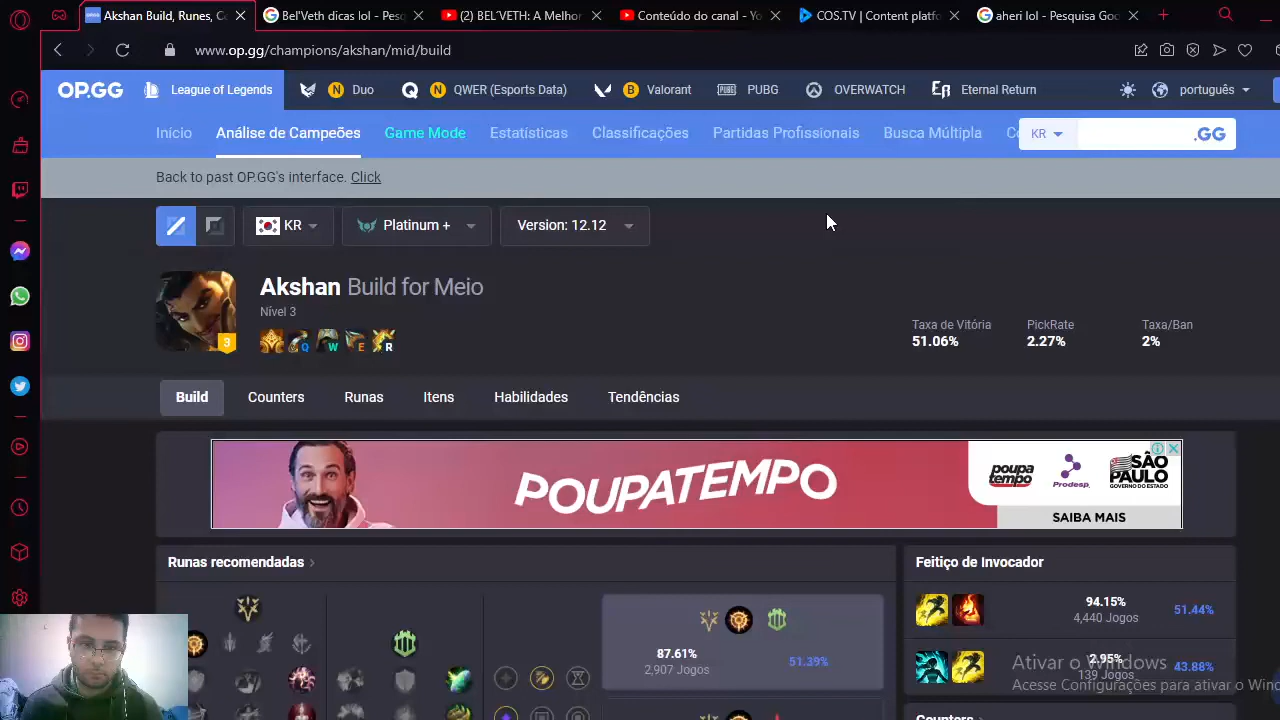 Akshan Build, Runes, C
Bel'Veth dicas lol - Pesq
(2) BEL´VETH: A Melhor
Conteúdo do canal - Yo
COS.TV | Content platf
aheri lol - Pesquisa Goo
www.op.gg/champions/akshan/mid/build
OP.GG League of Legends N Duo N QWER (Esports Data) B Valorant PUBG OVERWATCH Eternal Return português
Início Análise de Campeões Game Mode Estatísticas Classificações Partidas Profissionais Busca Múltipla KR .GG
Back to past OP.GG's interface. Click
KR Platinum + Version: 12.12
Akshan Build for Meio
Nível 3
3 Q W E R
Taxa de Vitória PickRate Taxa/Ban
51.06% 2.27% 2%
Build Counters Runas Itens Habilidades Tendências
POUPATEMPO
poupa
tempo
Prodesp
SÃO
PAULO
GOVERNO DO ESTADO
SAIBA MAIS
Runas recomendadas
87.61%
2,907 Jogos
51.39%
Feitiço de Invocador
94.15%
4,440 Jogos
51.44%
2.95%
139 Jogos
43.88%
Ativar o Windows
Acesse Configurações para ativar o Win
Counters